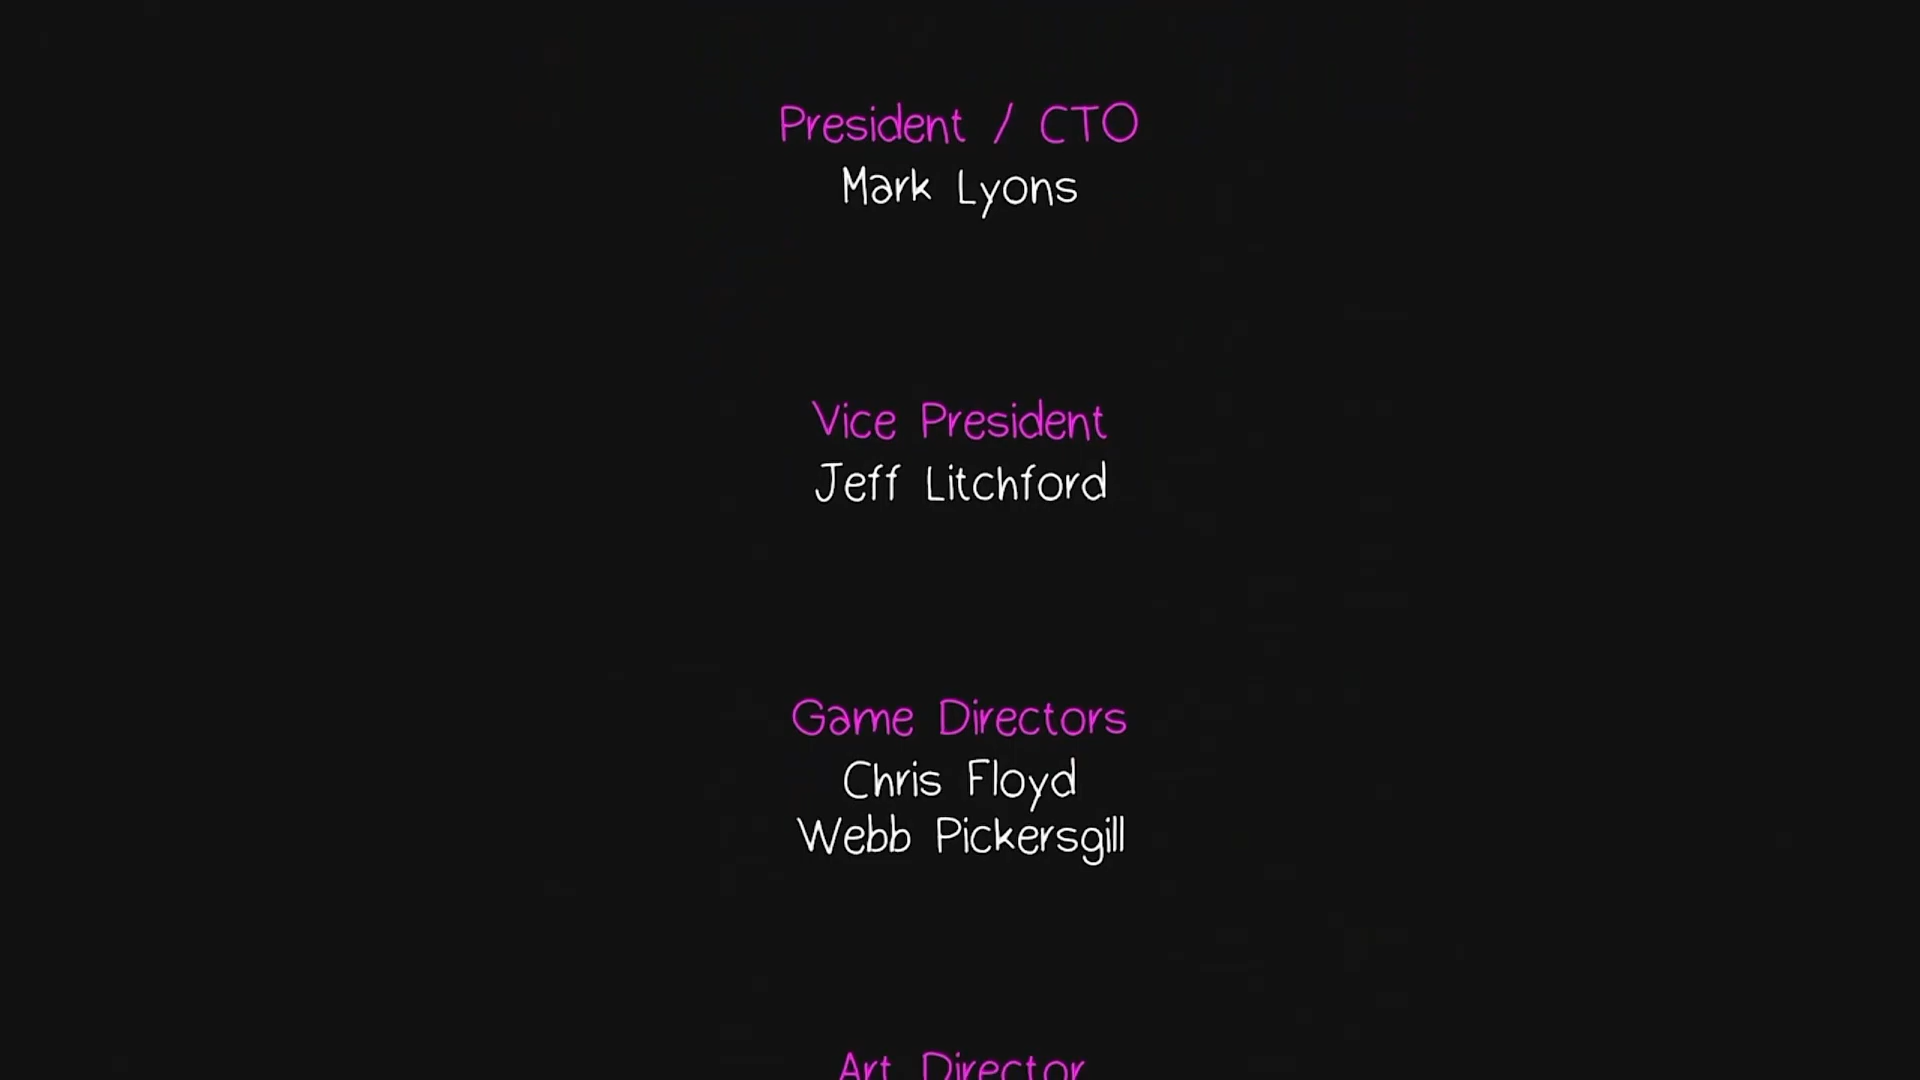 President / CTO
Mark Lyons
Vice President
Jeff Litchford
Game Directors
Chris Floyd
Webb Pickersgill
Art Director